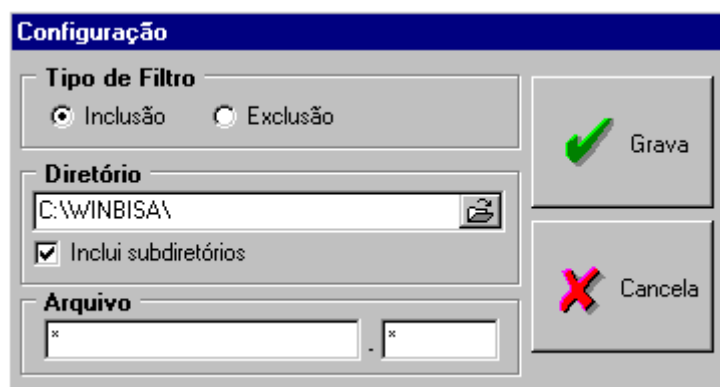 Configuração
Tipo de Filtro
Inclusão Exclusão
Grava
Diretório
C:\WINBISA\
Inclui subdiretórios
Cancela
Arquivo
* . *